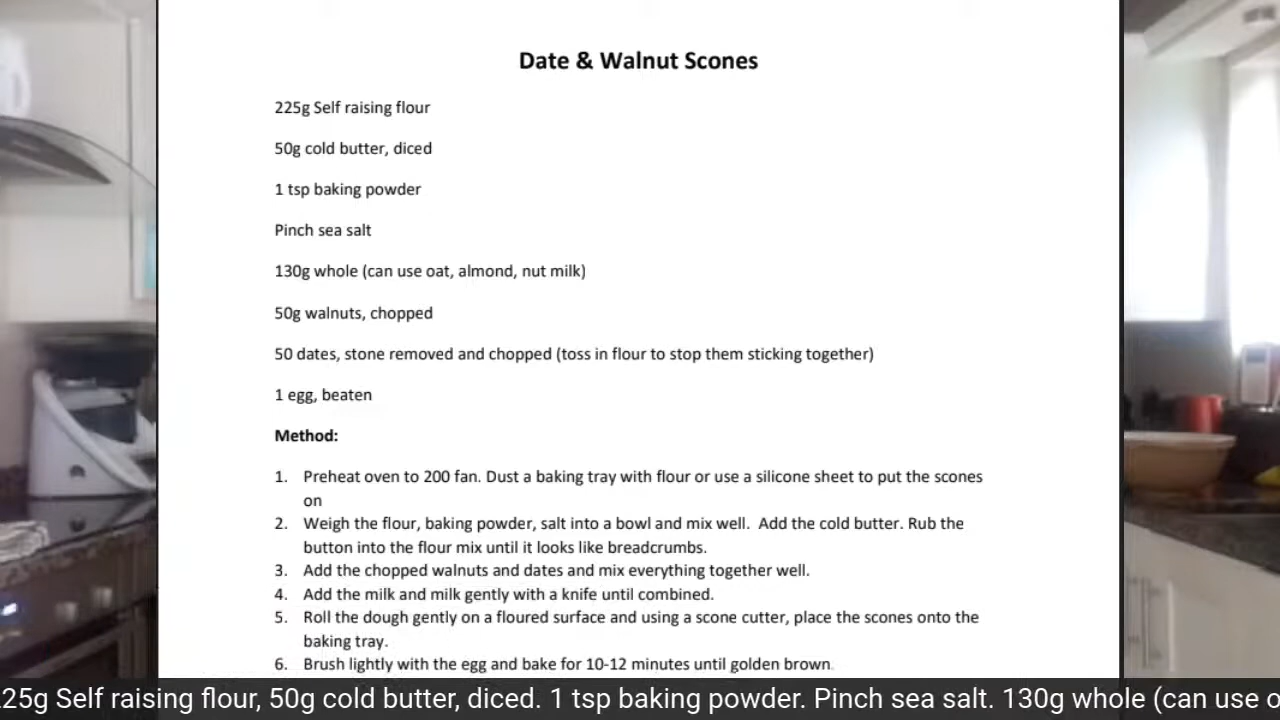 Date & Walnut Scones
225g Self raising flour
50g cold butter, diced
1 tsp baking powder
Pinch sea salt
130g whole (can use oat, almond, nut milk)
50g walnuts, chopped
50 dates, stone removed and chopped (toss in flour to stop them sticking together)
1 egg, beaten
Method:
1. Preheat oven to 200 fan. Dust a baking tray with flour or use a silicone sheet to put the scones
on
2. Weigh the flour, baking powder, salt into a bowl and mix well. Add the cold butter. Rub the
button into the flour mix until it looks like breadcrumbs.
3. Add the chopped walnuts and dates and mix everything together well.
4. Add the milk and milk gently with a knife until combined.
5. Roll the dough gently on a floured surface and using a scone cutter, place the scones onto the
baking tray.
6. Brush lightly with the egg and bake for 10-12 minutes until golden brown.
25g Self raising flour, 50g cold butter, diced. 1 tsp baking powder. Pinch sea salt. 130g whole (can use